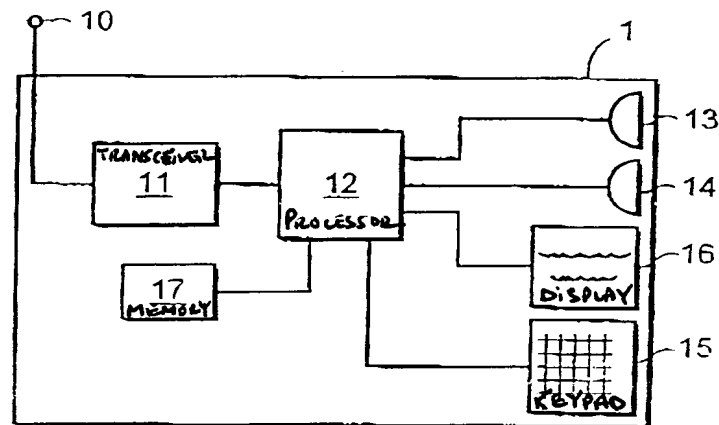 10
1
TRANSCEIVER
11
12
PROCESSOR
13
14
17
MEMORY
16
DISPLAY
15
KEYPAD